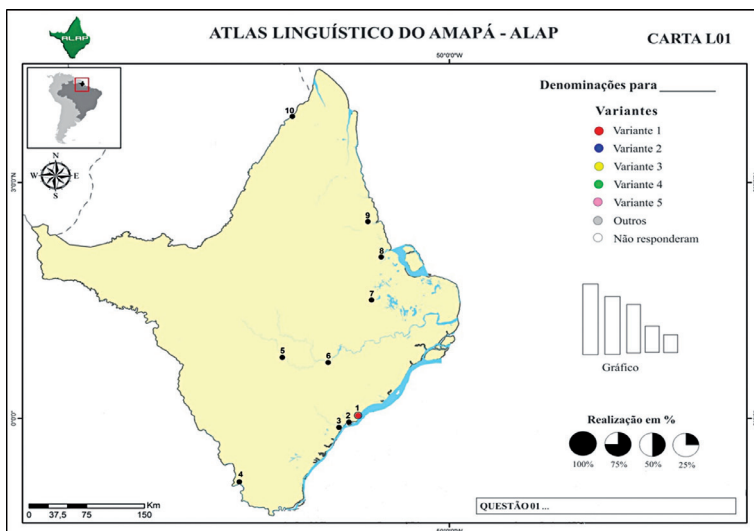 ALAP
ATLAS LINGUÍSTICO DO AMAPÁ - ALAP
CARTA L01
50°0'0"W
Denominações para
Variantes
Variante 1
Variante 2
Variante 3
Variante 4
Variante 5
Outros
Não responderam
N
W E
S
3°0'0"N
0°0'0"
10
9
8
7
5
6
1
2
3
4
Gráfico
Realização em %
100% 75% 50% 25%
Km
0 37,5 75 150
QUESTÃO 01 ...